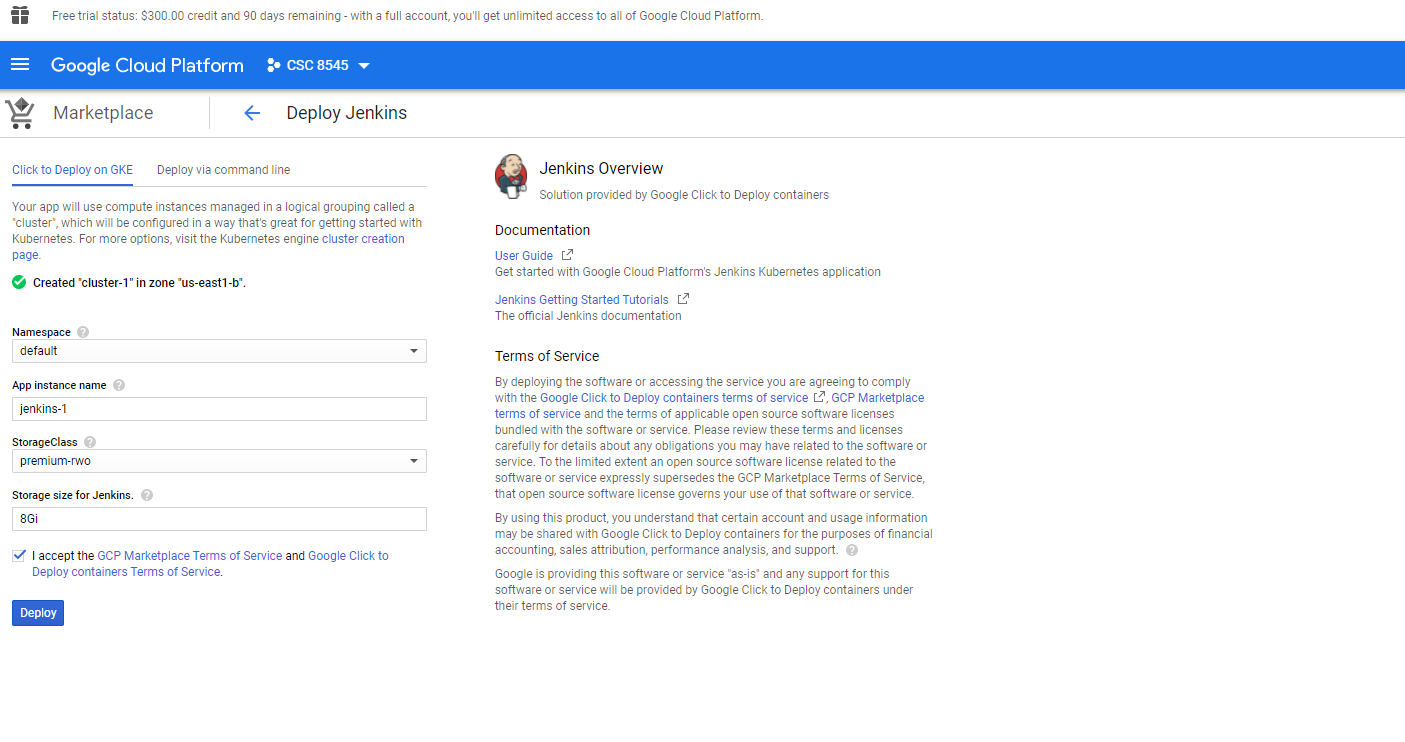 Free trial status: $300.00 credit and 90 days remaining - with a full account, you'll get unlimited access to all of Google Cloud Platform.
Google Cloud Platform
CSC 8545
Marketplace
Deploy Jenkins
Click to Deploy on GKE
Deploy via command line
Your app will use compute instances managed in a logical grouping called a
"cluster", which will be configured in a way that's great for getting started with
Kubernetes. For more options, visit the Kubernetes engine cluster creation
page.
Created "cluster-1" in zone "us-east1-b".
Namespace ?
default
App instance name ?
jenkins-1
StorageClass ?
premium-rwo
Storage size for Jenkins. ?
8Gi
I accept the GCP Marketplace Terms of Service and Google Click to
Deploy containers Terms of Service.
Deploy
Jenkins Overview
Solution provided by Google Click to Deploy containers
Documentation
User Guide
Get started with Google Cloud Platform's Jenkins Kubernetes application
Jenkins Getting Started Tutorials
The official Jenkins documentation
Terms of Service
By deploying the software or accessing the service you are agreeing to comply
with the Google Click to Deploy containers terms of service , GCP Marketplace
terms of service and the terms of applicable open source software licenses
bundled with the software or service. Please review these terms and licenses
carefully for details about any obligations you may have related to the software or
service. To the limited extent an open source software license related to the
software or service expressly supersedes the GCP Marketplace Terms of Service,
that open source software license governs your use of that software or service.
By using this product, you understand that certain account and usage information
may be shared with Google Click to Deploy containers for the purposes of financial
accounting, sales attribution, performance analysis, and support. ?
Google is providing this software or service "as-is" and any support for this
software or service will be provided by Google Click to Deploy containers under
their terms of service.